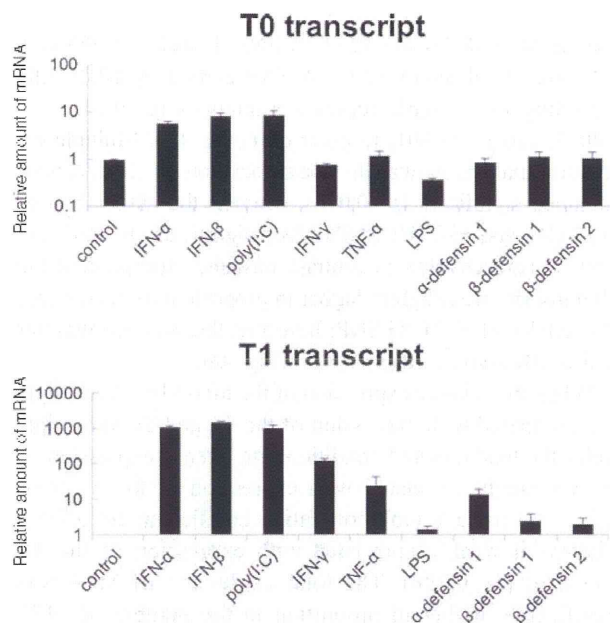 T0 transcript
Relative amount of mRNA
100
10
1
0.1
control
IFN-α
IFN-β
poly(I:C)
IFN-γ
TNF-α
LPS
α-defensin 1
β-defensin 1
β-defensin 2
T1 transcript
Relative amount of mRNA
10000
1000
100
10
1
control
IFN-α
IFN-β
poly(I:C)
IFN-γ
TNF-α
LPS
α-defensin 1
β-defensin 1
β-defensin 2